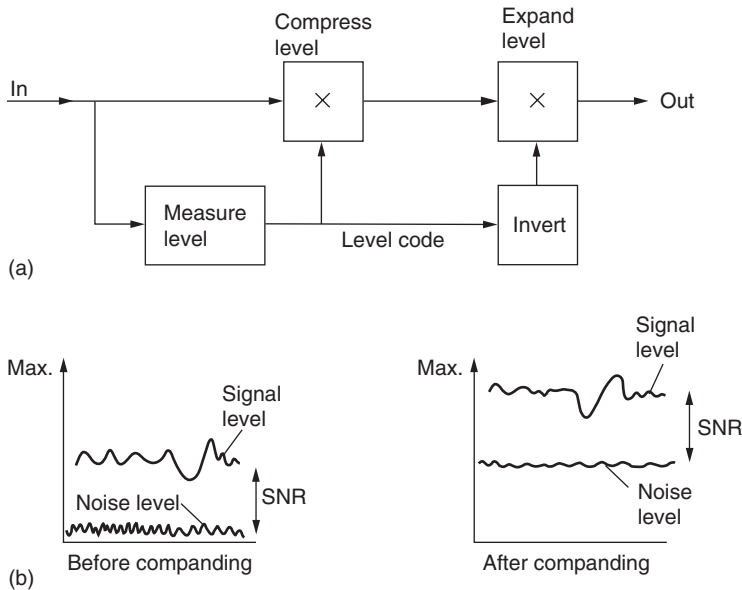 Compress
level
Expand
level
In
×
×
Out
Measure
level
Level code
Invert
(a)
Max.
Signal
level
Noise level
SNR
Before companding
Max.
Signal
level
SNR
Noise
level
After companding
(b)